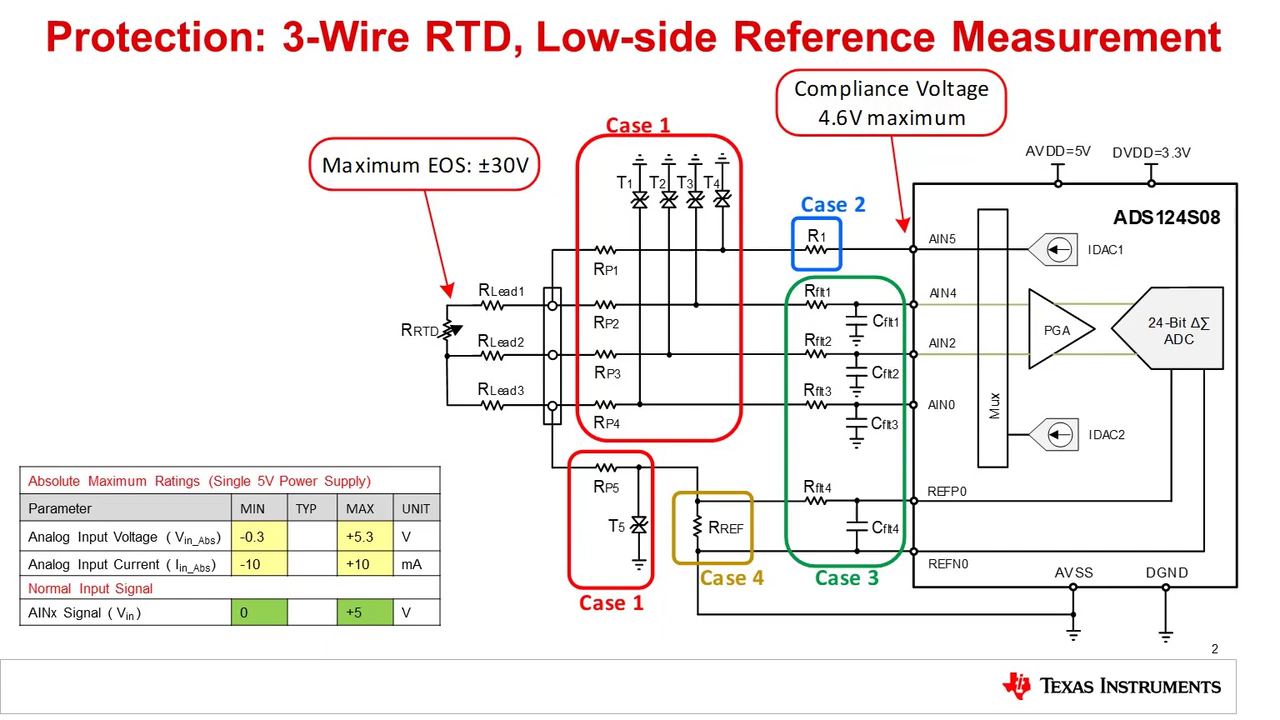 Protection: 3-Wire RTD, Low-side Reference Measurement
Compliance Voltage
4.6V maximum
Case 1
Maximum EOS: ±30V
AVDD=5V
DVDD=3.3V
T1
T2
T3
T4
Case 2
ADS124S08
R1
AIN5
IDAC1
RP1
RLead1
Rflt1
AIN4
Cflt1
RP2
RRTD
RLead2
Rflt2
AIN2
PGA
24-Bit ΔΣ
ADC
RP3
Cflt2
RLead3
Rflt3
AIN0
Mux
RP4
Cflt3
IDAC2
RP5
Rflt4
REFP0
T5
RREF
Cflt4
REFN0
Case 4
Case 3
AVSS
DGND
Case 1
Absolute Maximum Ratings (Single 5V Power Supply)
Parameter MIN TYP MAX UNIT
Analog Input Voltage ( Vin_Abs) -0.3 +5.3 V
Analog Input Current ( Iin_Abs) -10 +10 mA
Normal Input Signal
AINx Signal ( Vin) 0 +5 V
2
TEXAS INSTRUMENTS